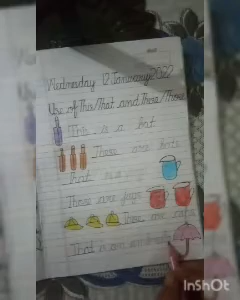 Wednesday 12 January 2022
Use of This/That and These/Those
This is a bat
These are bats
That is a
Those are jugs
These are caps
That is an umbrella
InShOt